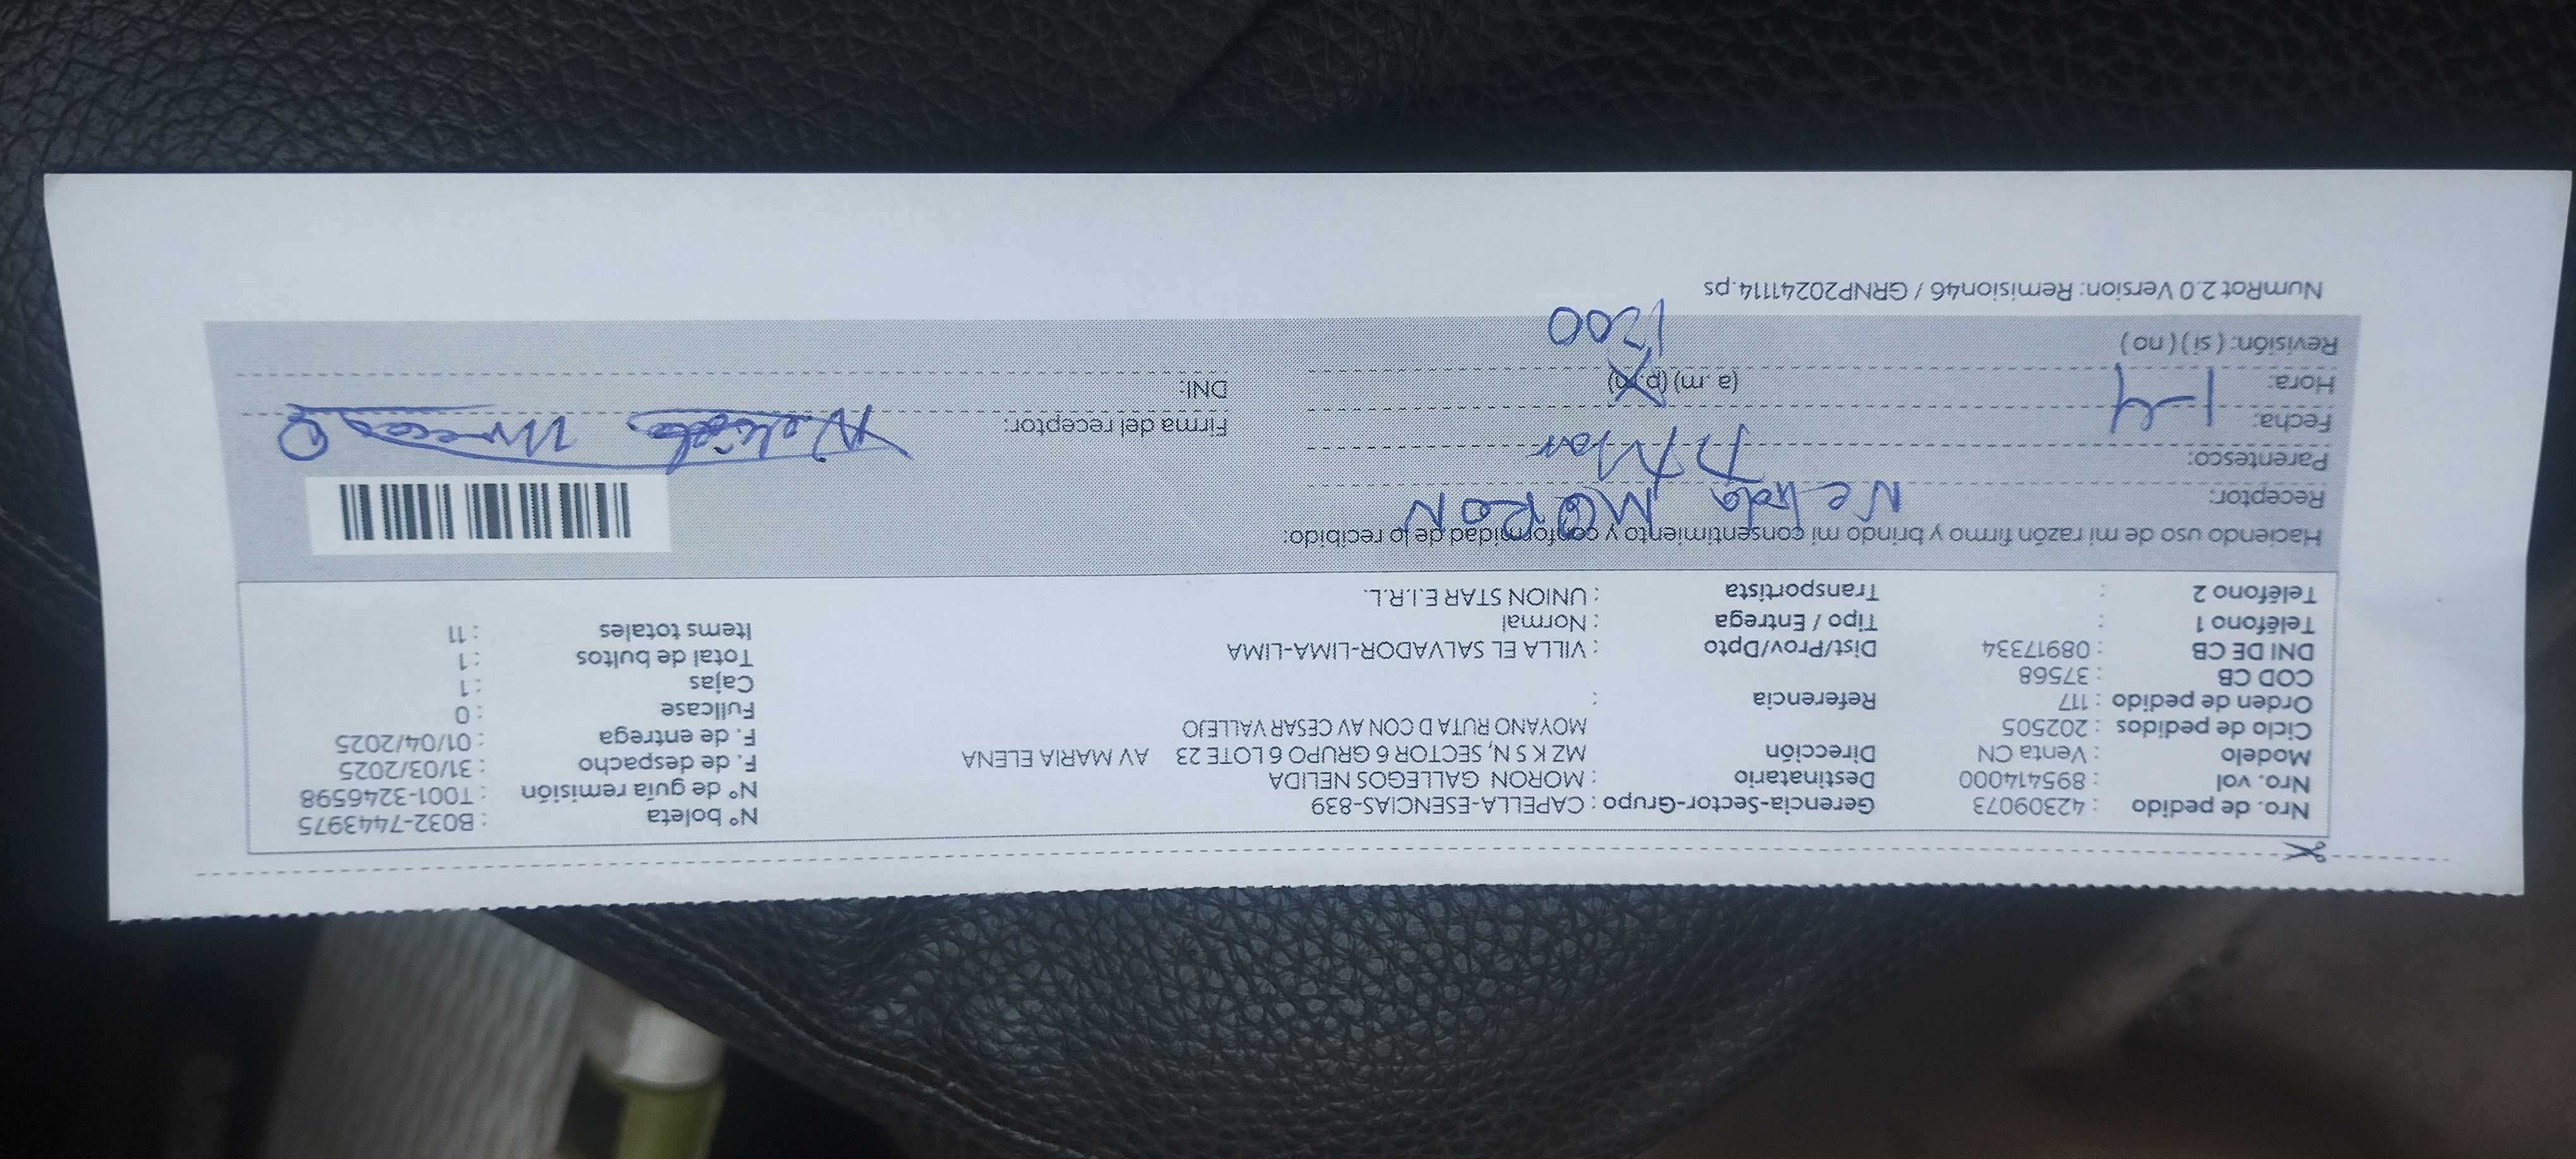 Nro. de pedido : 42309073 Gerencia-Sector-Grupo : CAPELLA-ESENCIAS-839 N° boleta : B032-7443975
Nro. vol : 895414000 Destinatario : MORON GALLEGOS NELIDA N° de guía remisión : T001-3246598
Modelo : Venta CN Dirección MZ K S N, SECTOR 6 GRUPO 6 LOTE 23 AV MARIA ELENA F. de despacho : 31/03/2025
Ciclo de pedidos : 202505 MOYANO RUTA D CON AV CESAR VALLEJO F. de entrega : 01/04/2025
Orden de pedido : 117 Referencia : Fullcase : 0
COD CB : 37568 Cajas : 1
DNI DE CB : 08917334 Dist/Prov/Dpto : VILLA EL SALVADOR-LIMA-LIMA Total de bultos : 1
Teléfono 1 : Tipo / Entrega : Normal Items totales : 11
Teléfono 2 : Transportista : UNION STAR E.I.R.L.
Haciendo uso de mi razón firmo y brindo mi consentimiento y conformidad de lo recibido:
Receptor: Nelida MORON
Parentesco:
Fecha: 1-4 Firma del receptor: Nelida
Hora: (a. m.) (p.m) DNI:
Revisión: ( si ) ( no ) 1300
NumRot 2.0 Version: Remision46 / GRNP20241114.ps